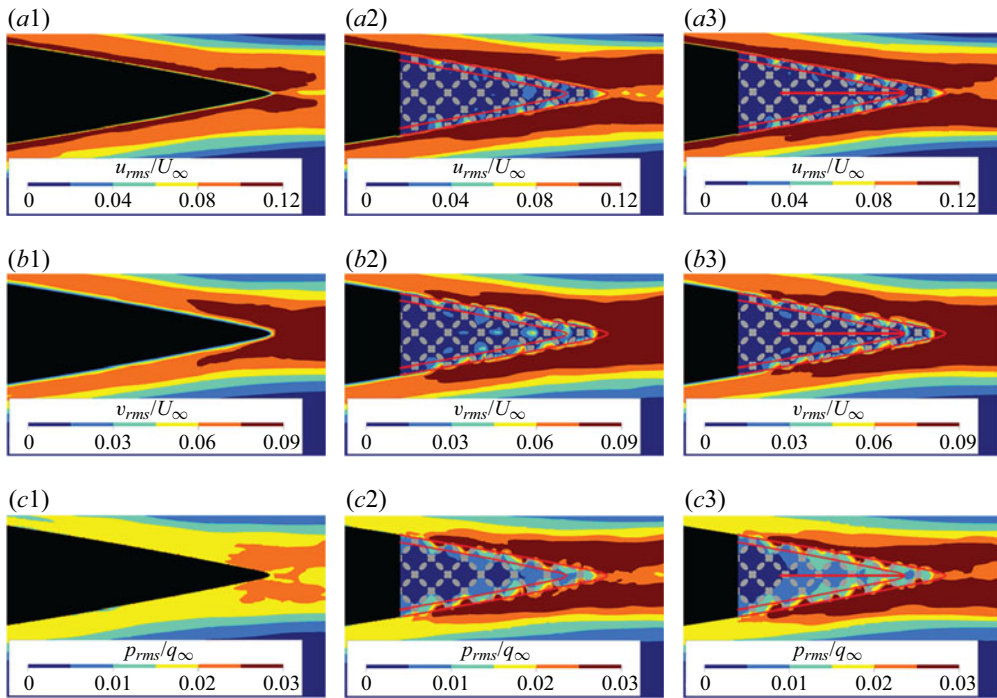 (a1) (a2) (a3)
u_rms/U_∞ u_rms/U_∞ u_rms/U_∞
0 0.04 0.08 0.12 0 0.04 0.08 0.12 0 0.04 0.08 0.12
(b1) (b2) (b3)
v_rms/U_∞ v_rms/U_∞ v_rms/U_∞
0 0.03 0.06 0.09 0 0.03 0.06 0.09 0 0.03 0.06 0.09
(c1) (c2) (c3)
p_rms/q_∞ p_rms/q_∞ p_rms/q_∞
0 0.01 0.02 0.03 0 0.01 0.02 0.03 0 0.01 0.02 0.03